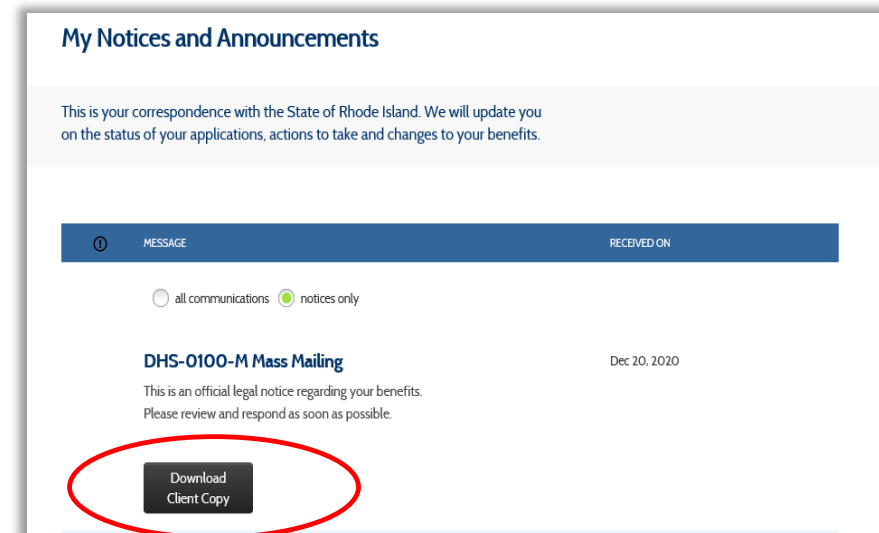 My Notices and Announcements
This is your correspondence with the State of Rhode Island. We will update you
on the status of your applications, actions to take and changes to your benefits.
MESSAGE RECEIVED ON
all communications notices only
DHS-0100-M Mass Mailing Dec 20, 2020
This is an official legal notice regarding your benefits.
Please review and respond as soon as possible.
Download
Client Copy